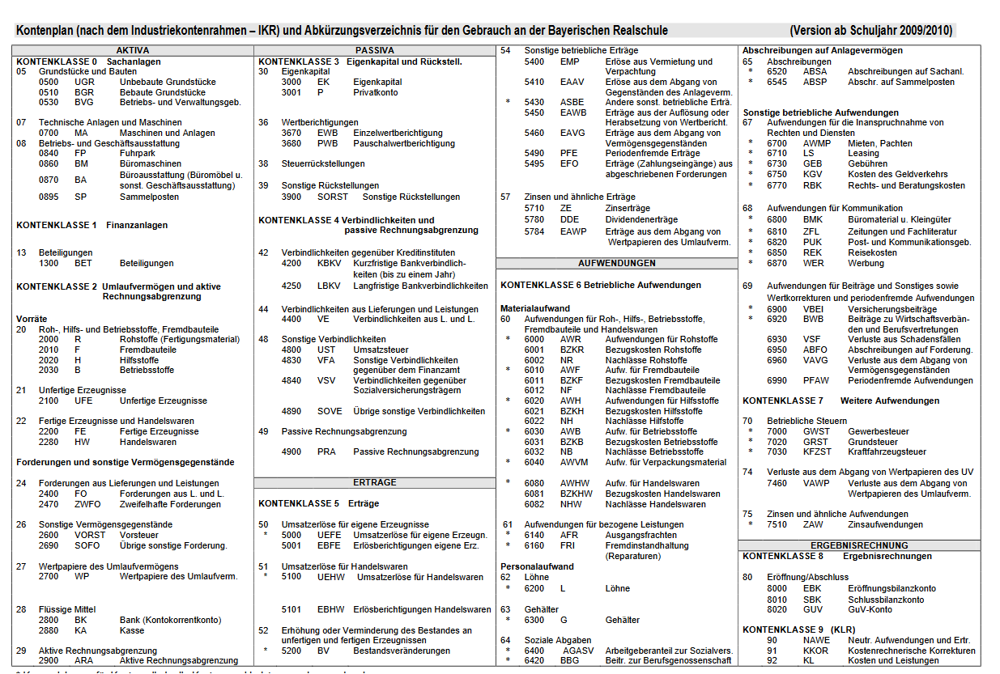 Kontenplan (nach dem Industriekontenrahmen – IKR) und Abkürzungsverzeichnis für den Gebrauch an der Bayerischen Realschule (Version ab Schuljahr 2009/2010)
AKTIVA
KONTENKLASSE 0 Sachanlagen
05 Grundstücke und Bauten
0500 UGR Unbebaute Grundstücke
0510 BGR Bebaute Grundstücke
0530 BVG Betriebs- und Verwaltungsgeb.
07 Technische Anlagen und Maschinen
0700 MA Maschinen und Anlagen
08 Betriebs- und Geschäftsausstattung
0840 FP Fuhrpark
0860 BM Büromaschinen
0870 BA Büroausstattung (Büromöbel u.
sonst. Geschäftsausstattung)
0895 SP Sammelposten
KONTENKLASSE 1 Finanzanlagen
13 Beteiligungen
1300 BET Beteiligungen
KONTENKLASSE 2 Umlaufvermögen und aktive
Rechnungsabgrenzung
Vorräte
20 Roh-, Hilfs- und Betriebsstoffe, Fremdbauteile
2000 R Rohstoffe (Fertigungsmaterial)
2010 F Fremdbauteile
2020 H Hilfsstoffe
2030 B Betriebsstoffe
21 Unfertige Erzeugnisse
2100 UFE Unfertige Erzeugnisse
22 Fertige Erzeugnisse und Handelswaren
2200 FE Fertige Erzeugnisse
2280 HW Handelswaren
Forderungen und sonstige Vermögensgegenstände
24 Forderungen aus Lieferungen und Leistungen
2400 FO Forderungen aus L. und L.
2470 ZWFO Zweifelhafte Forderungen
26 Sonstige Vermögensgegenstände
2600 VORST Vorsteuer
2690 SOFO Übrige sonstige Forderung.
27 Wertpapiere des Umlaufvermögens
2700 WP Wertpapiere des Umlaufverm.
28 Flüssige Mittel
2800 BK Bank (Kontokorrentkonto)
2880 KA Kasse
29 Aktive Rechnungsabgrenzung
2900 ARA Aktive Rechnungsabgrenzung
PASSIVA
KONTENKLASSE 3 Eigenkapital und Rückstell.
30 Eigenkapital
3000 EK Eigenkapital
3001 P Privatkonto
36 Wertberichtigungen
3670 EWB Einzelwertberichtigung
3680 PWB Pauschalwertberichtigung
38 Steuerrückstellungen
39 Sonstige Rückstellungen
3900 SORST Sonstige Rückstellungen
KONTENKLASSE 4 Verbindlichkeiten und
passive Rechnungsabgrenzung
42 Verbindlichkeiten gegenüber Kreditinstituten
4200 KBKV Kurzfristige Bankverbindlich-
keiten (bis zu einem Jahr)
4250 LBKV Langfristige Bankverbindlichkeiten
44 Verbindlichkeiten aus Lieferungen und Leistungen
4400 VE Verbindlichkeiten aus L. und L.
48 Sonstige Verbindlichkeiten
4800 UST Umsatzsteuer
4830 VFA Sonstige Verbindlichkeiten
gegenüber dem Finanzamt
4840 VSV Verbindlichkeiten gegenüber
Sozialversicherungsträgern
4890 SOVE Übrige sonstige Verbindlichkeiten
49 Passive Rechnungsabgrenzung
4900 PRA Passive Rechnungsabgrenzung
ERTRÄGE
KONTENKLASSE 5 Erträge
50 Umsatzerlöse für eigene Erzeugnisse
* 5000 UEFE Umsatzerlöse für eigene Erzeugn.
5001 EBFE Erlösberichtigungen eigene Erz.
51 Umsatzerlöse für Handelswaren
* 5100 UEHW Umsatzerlöse für Handelswaren
5101 EBHW Erlösberichtigungen Handelswaren
52 Erhöhung oder Verminderung des Bestandes an
unfertigen und fertigen Erzeugnissen
* 5200 BV Bestandsveränderungen
54 Sonstige betriebliche Erträge
5400 EMP Erlöse aus Vermietung und
Verpachtung
5410 EAAV Erlöse aus dem Abgang von
Gegenständen des Anlageverm.
* 5430 ASBE Andere sonst. betriebliche Erträ.
5450 EAWB Erträge aus der Auflösung oder
Herabsetzung von Wertbericht.
5460 EAVG Erträge aus dem Abgang von
Vermögensgegenständen
5490 PFE Periodenfremde Erträge
5495 EFO Erträge (Zahlungseingänge) aus
abgeschriebenen Forderungen
57 Zinsen und ähnliche Erträge
5710 ZE Zinserträge
5780 DDE Dividendenerträge
5784 EAWP Erträge aus dem Abgang von
Wertpapieren des Umlaufverm.
AUFWENDUNGEN
KONTENKLASSE 6 Betriebliche Aufwendungen
Materialaufwand
60 Aufwendungen für Roh-, Hilfs-, Betriebsstoffe,
Fremdbauteile und Handelswaren
* 6000 AWR Aufwendungen für Rohstoffe
6001 BZKR Bezugskosten Rohstoffe
6002 NR Nachlässe Rohstoffe
* 6010 AWF Aufw. für Fremdbauteile
6011 BZKF Bezugskosten Fremdbauteile
6012 NF Nachlässe Fremdbauteile
* 6020 AWH Aufwendungen für Hilfsstoffe
6021 BZKH Bezugskosten Hilfsstoffe
6022 NH Nachlässe Hilfstoffe
* 6030 AWB Aufw. für Betriebsstoffe
6031 BZKB Bezugskosten Betriebsstoffe
6032 NB Nachlässe Betriebsstoffe
* 6040 AWVM Aufw. für Verpackungsmaterial
* 6080 AWHW Aufw. für Handelswaren
6081 BZKHW Bezugskosten Handelswaren
6082 NHW Nachlässe Handelswaren
61 Aufwendungen für bezogene Leistungen
* 6140 AFR Ausgangsfrachten
* 6160 FRI Fremdinstandhaltung
(Reparaturen)
Personalaufwand
62 Löhne
* 6200 L Löhne
63 Gehälter
* 6300 G Gehälter
64 Soziale Abgaben
* 6400 AGASV Arbeitgeberanteil zur Sozialvers.
* 6420 BBG Beitr. zur Berufsgenossenschaft
Abschreibungen auf Anlagevermögen
65 Abschreibungen
* 6520 ABSA Abschreibungen auf Sachanl.
* 6545 ABSP Abschr. auf Sammelposten
Sonstige betriebliche Aufwendungen
67 Aufwendungen für die Inanspruchnahme von
Rechten und Diensten
* 6700 AWMP Mieten, Pachten
* 6710 LS Leasing
* 6730 GEB Gebühren
* 6750 KGV Kosten des Geldverkehrs
* 6770 RBK Rechts- und Beratungskosten
68 Aufwendungen für Kommunikation
* 6800 BMK Büromaterial u. Kleingüter
* 6810 ZFL Zeitungen und Fachliteratur
* 6820 PUK Post- und Kommunikationsgeb.
* 6850 REK Reisekosten
* 6870 WER Werbung
69 Aufwendungen für Beiträge und Sonstiges sowie
Wertkorrekturen und periodenfremde Aufwendungen
* 6900 VBEI Versicherungsbeiträge
* 6920 BWB Beiträge zu Wirtschaftsverbän-
den und Berufsvertretungen
6930 VSF Verluste aus Schadensfällen
6950 ABFO Abschreibungen auf Forderung.
6960 VAVG Verluste aus dem Abgang von
Vermögensgegenständen
6990 PFAW Periodenfremde Aufwendungen
KONTENKLASSE 7 Weitere Aufwendungen
70 Betriebliche Steuern
* 7000 GWST Gewerbesteuer
* 7020 GRST Grundsteuer
* 7030 KFZST Kraftfahrzeugsteuer
74 Verluste aus dem Abgang von Wertpapieren des UV
7460 VAWP Verluste aus dem Abgang von
Wertpapieren des Umlaufverm.
75 Zinsen und ähnliche Aufwendungen
* 7510 ZAW Zinsaufwendungen
ERGEBNISRECHNUNG
KONTENKLASSE 8 Ergebnisrechnungen
80 Eröffnung/Abschluss
8000 EBK Eröffnungsbilanzkonto
8010 SBK Schlussbilanzkonto
8020 GUV GuV-Konto
KONTENKLASSE 9 (KLR)
90 NAWE Neutr. Aufwendungen und Ertr.
91 KKOR Kostenrechnerische Korrekturen
92 KL Kosten und Leistungen